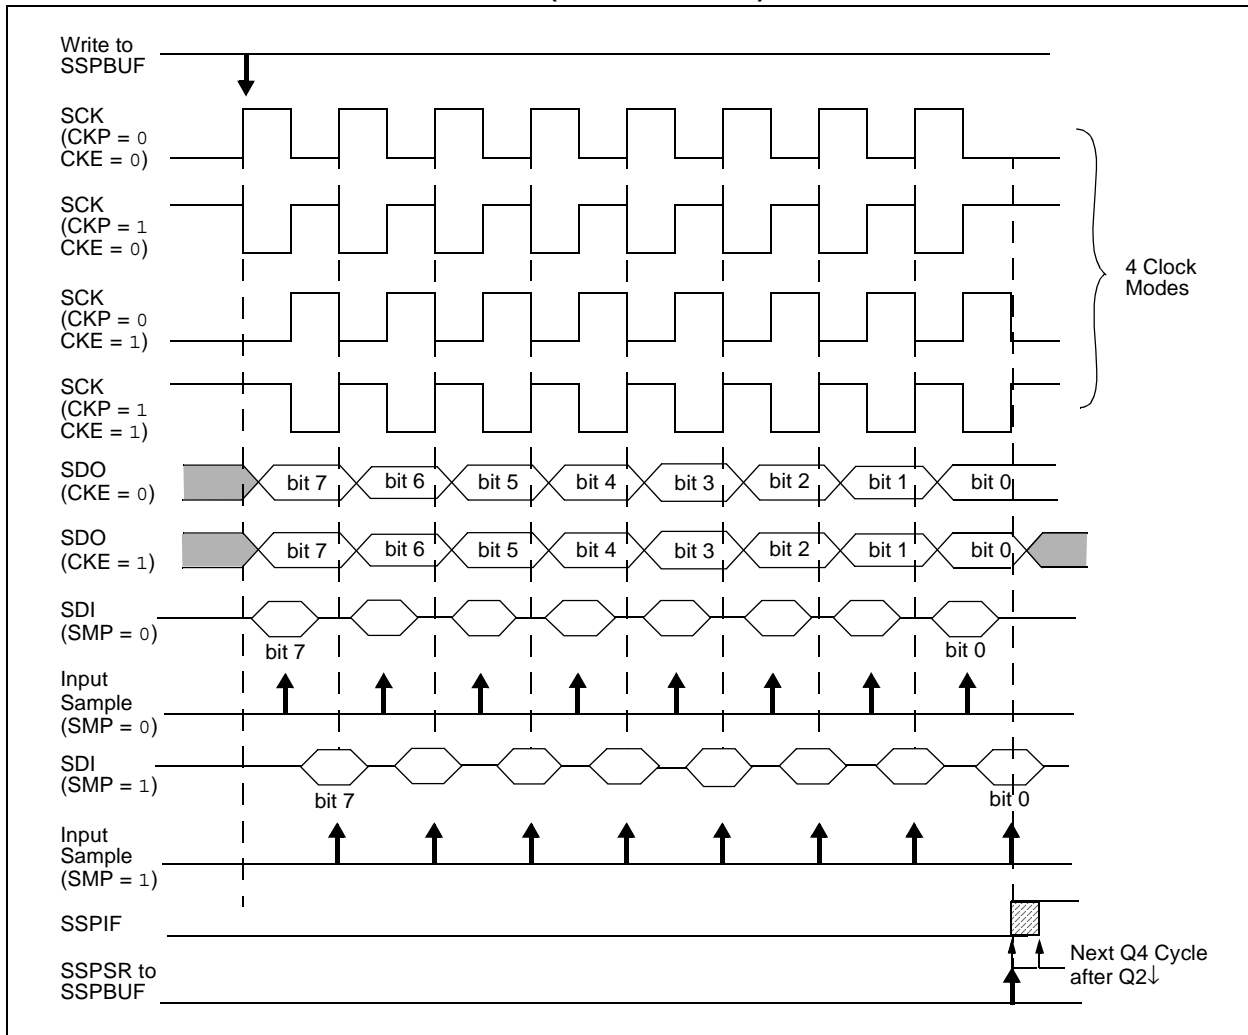 Write to
SSPBUF
SCK
(CKP = 0
CKE = 0)
SCK
(CKP = 1
CKE = 0)
4 Clock
Modes
SCK
(CKP = 0
CKE = 1)
SCK
(CKP = 1
CKE = 1)
SDO
(CKE = 0)
bit 7 bit 6 bit 5 bit 4 bit 3 bit 2 bit 1 bit 0
SDO
(CKE = 1)
bit 7 bit 6 bit 5 bit 4 bit 3 bit 2 bit 1 bit 0
SDI
(SMP = 0)
bit 7 bit 0
Input
Sample
(SMP = 0)
SDI
(SMP = 1)
bit 7 bit 0
Input
Sample
(SMP = 1)
SSPIF
Next Q4 Cycle
after Q2↓
SSPSR to
SSPBUF